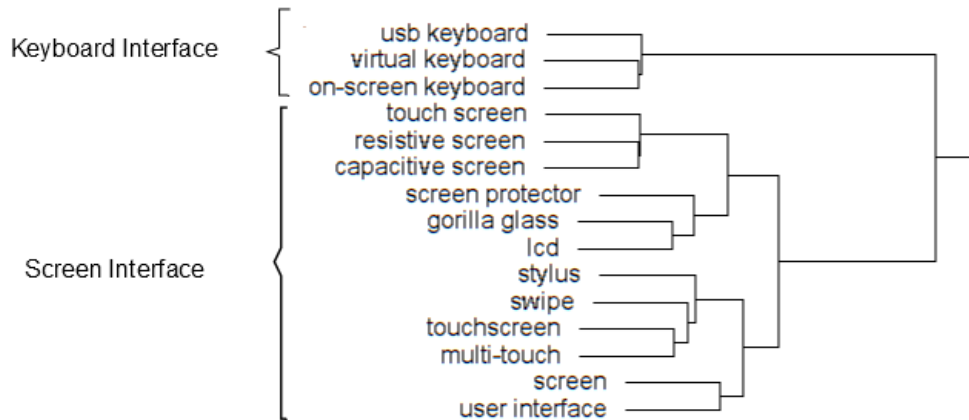 Keyboard Interface
usb keyboard
virtual keyboard
on-screen keyboard
touch screen
resistive screen
capacitive screen
screen protector
gorilla glass
lcd
Screen Interface
stylus
swipe
touchscreen
multi-touch
screen
user interface